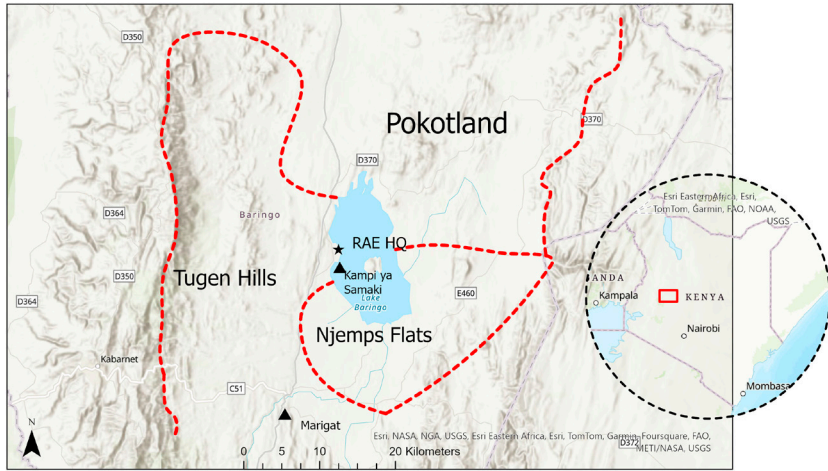 D350
Pokotland
D370
D370
Esri Eastern Africa, Esri,
TomTom, Garmin, FAO, NOAA,
USGS
D364
Baringo
RAE HQ
D350
Tugen Hills
Kampi ya
Samaki
ANDA
D364
Lake
Baringo
E460
KENYA
Kampala
Njemps Flats
Nairobi
Kabarnet
C51
Mombasa
Marigat
N
Esri, NASA, NGA, USGS, Esri Eastern Africa, Esri, TomTom, Garmin, Foursquare, FAO,
METI/NASA, USGS
D372
0 5 10 20 Kilometers